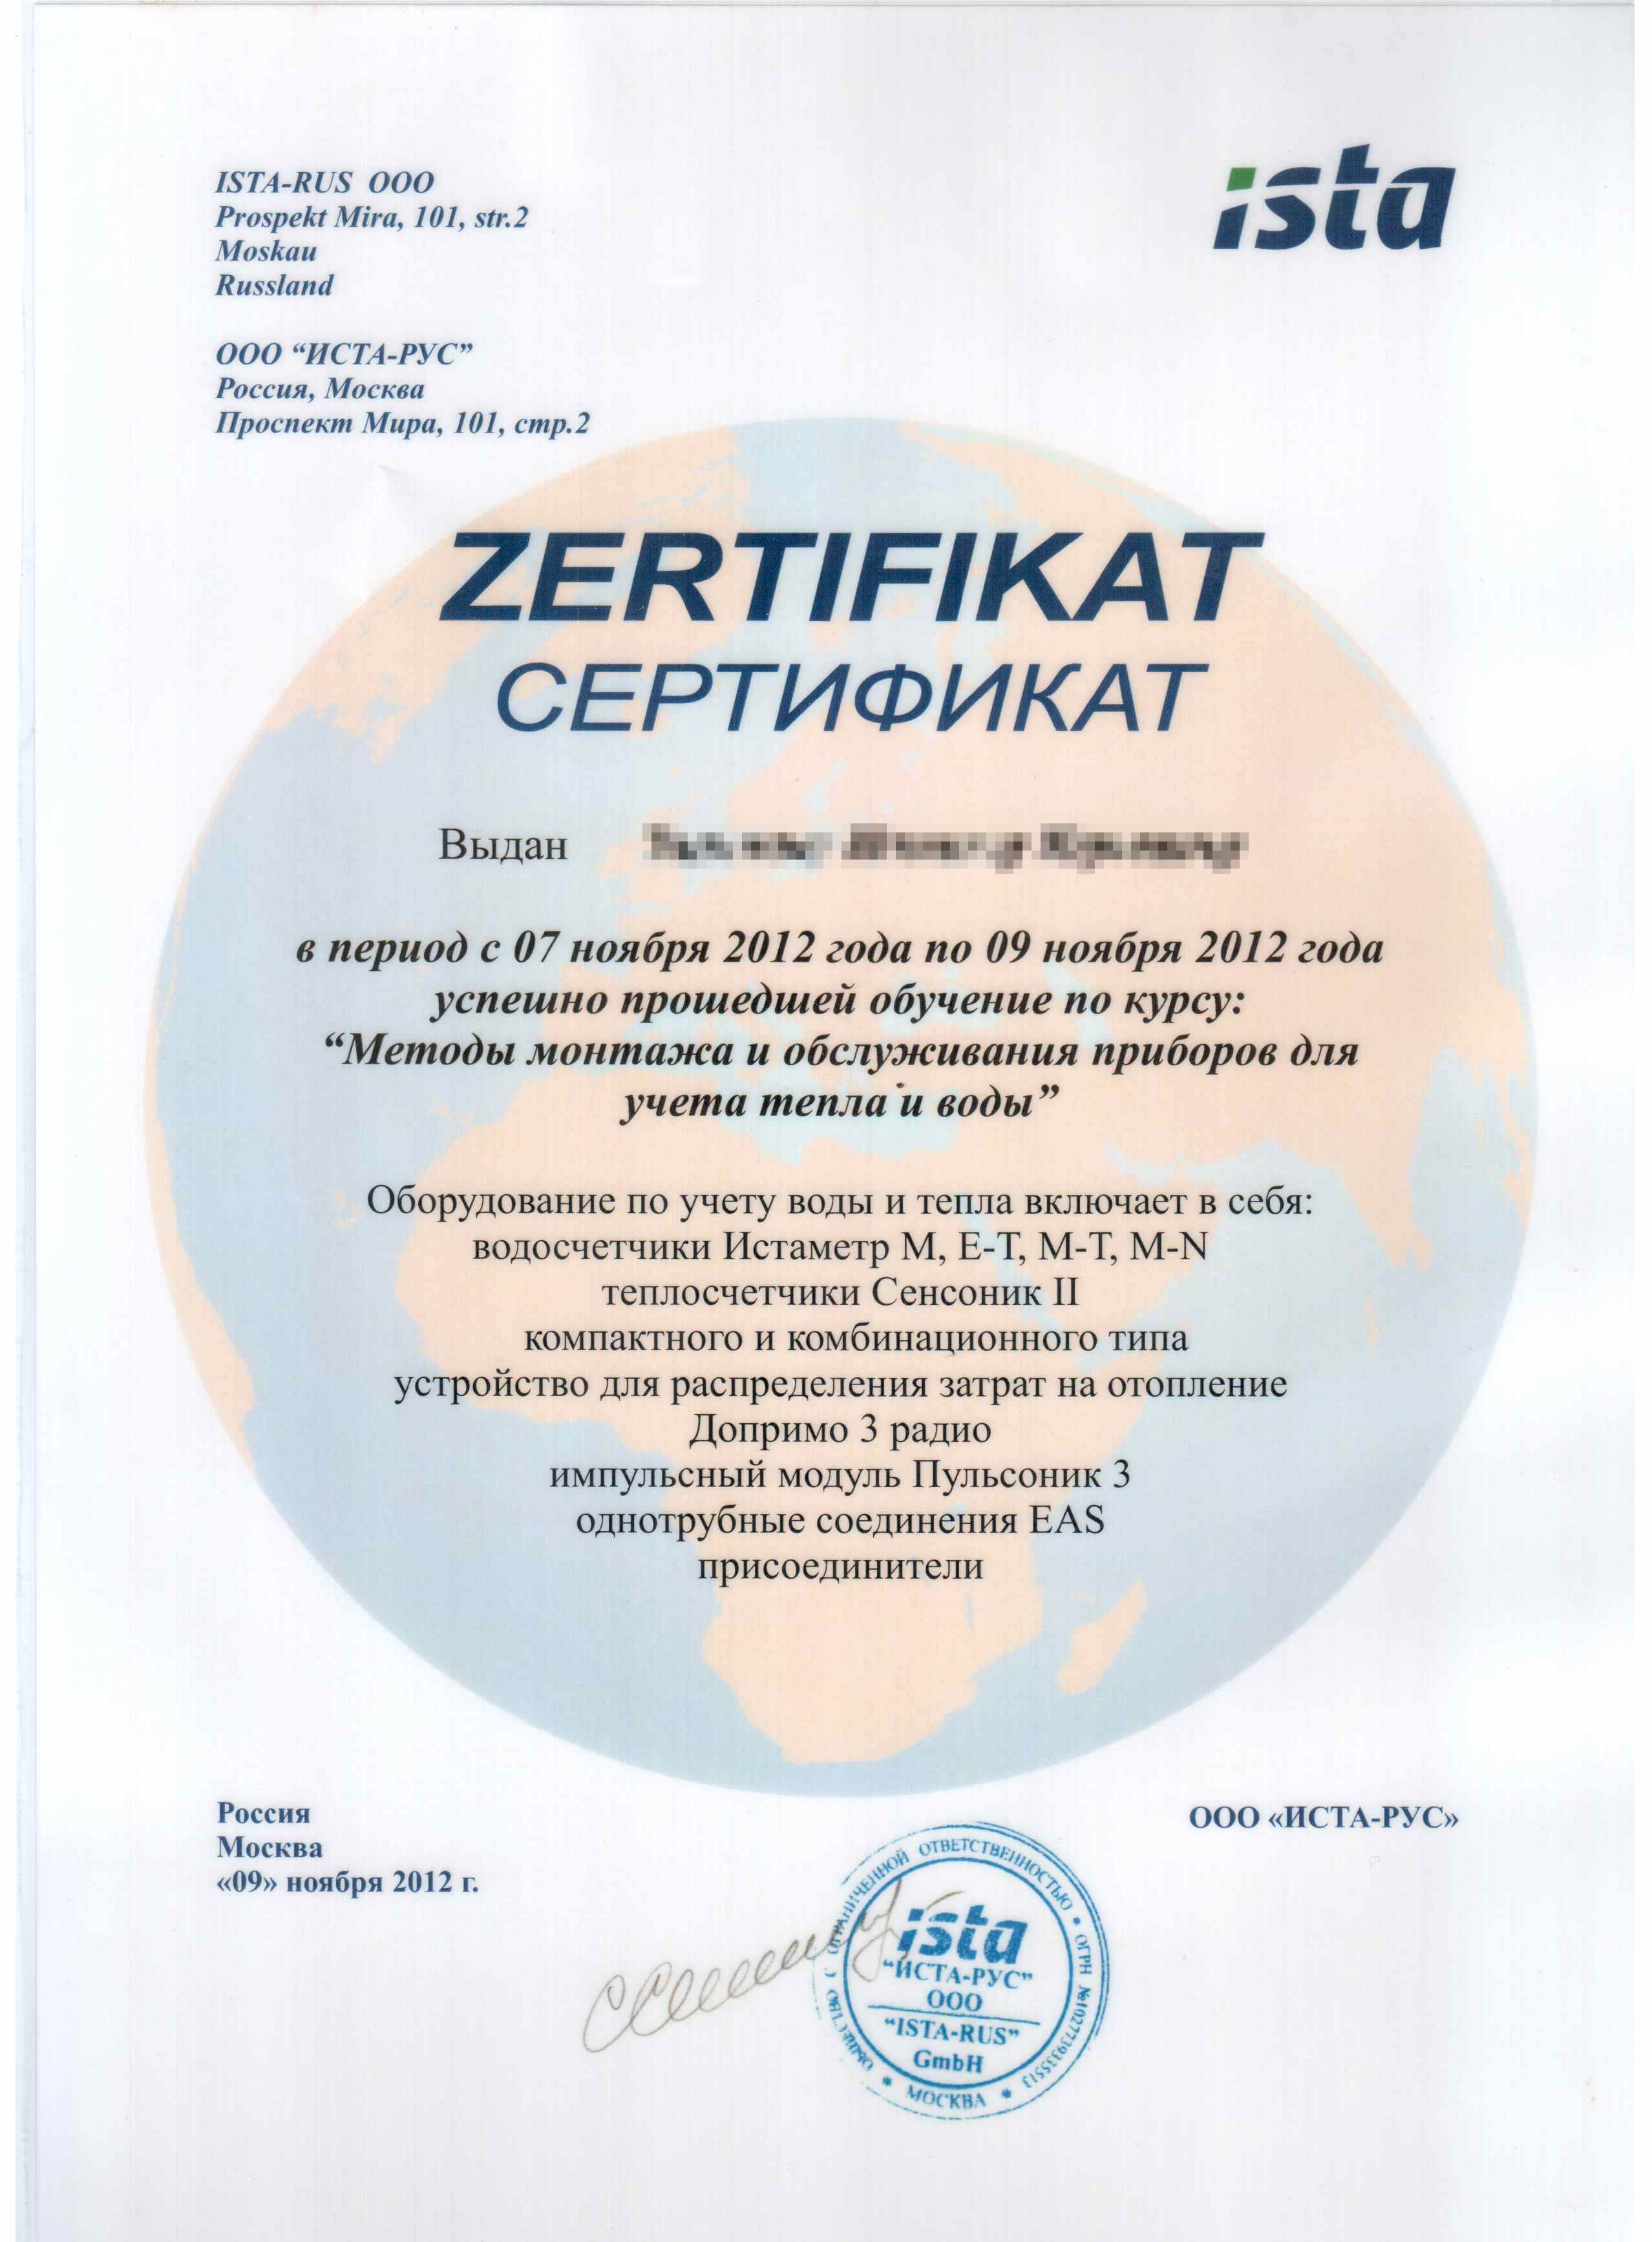 ISTA-RUS ООО
Prospekt Mira, 101, str.2
Moskau
Russland
ista
ООО “ИСТА-РУС”
Россия, Москва
Проспект Мира, 101, стр.2
ZERTIFIKAT
СЕРТИФИКАТ
Выдан
в период с 07 ноября 2012 года по 09 ноября 2012 года
успешно прошедшей обучение по курсу:
“Методы монтажа и обслуживания приборов для
учета тепла и воды”
Оборудование по учету воды и тепла включает в себя:
водосчетчики Истаметр М, Е-Т, М-Т, М-N
теплосчетчики Сенсоник II
компактного и комбинационного типа
устройство для распределения затрат на отопление
Допримо 3 радио
импульсный модуль Пульсоник 3
однотрубные соединения EAS
присоединители
Россия
Москва
«09» ноября 2012 г.
ООО «ИСТА-РУС»
ОБЩЕСТВО С ОГРАНИЧЕННОЙ ОТВЕТСТВЕННОСТЬЮ * ОГРН №1027739355513 * МОСКВА *
ista
“ИСТА-РУС”
ООО
“ISTA-RUS”
GmbH